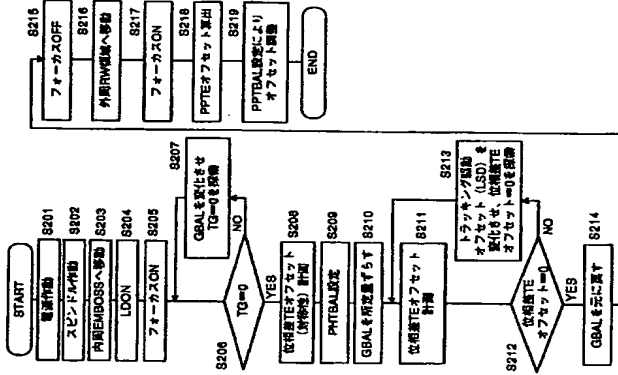 START
S201
電源作動
S202
スピンドル作動
S203
内周EMBOSSへ移動
S204
LDON
S205
フォーカスON
S206
TG=0
NO
YES
S207
GBALを変化させ
TG=0を探索
S208
位相差TEオフセット
(対称性) 計測
S209
PHTBAL設定
S210
GBALを所定量ずらす
S211
位相差TEオフセット
計測
S212
位相差TE
オフセット=0
NO
YES
S213
トラッキング駆動
オフセット (LSD) を
変化させ、位相差TE
オフセット=0を探索
S214
GBALを元に戻す
S215
フォーカスOFF
S216
外周RW領域へ移動
S217
フォーカスON
S218
PPTEオフセット算出
S219
PPTBAL設定により
オフセット調整
END